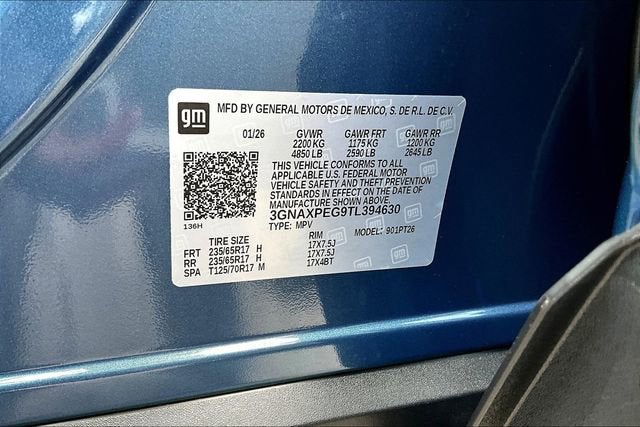 gm MFD BY GENERAL MOTORS DE MEXICO, S. DE R.L. DE C.V.
01/26 GVWR GAWR FRT GAWR RR
2200 KG 1175 KG 1200 KG
4850 LB 2590 LB 2645 LB
THIS VEHICLE CONFORMS TO ALL
APPLICABLE U.S. FEDERAL MOTOR
VEHICLE SAFETY AND THEFT PREVENTION
STANDARDS IN EFFECT ON THE DATE OF
MANUFACTURE SHOWN ABOVE.
3GNAXPEG9TL394630
136H TYPE: MPV MODEL: 901PT26
TIRE SIZE RIM
FRT 235/65R17 H 17X7.5J
RR 235/65R17 H 17X7.5J
SPA T125/70R17 M 17X4BT